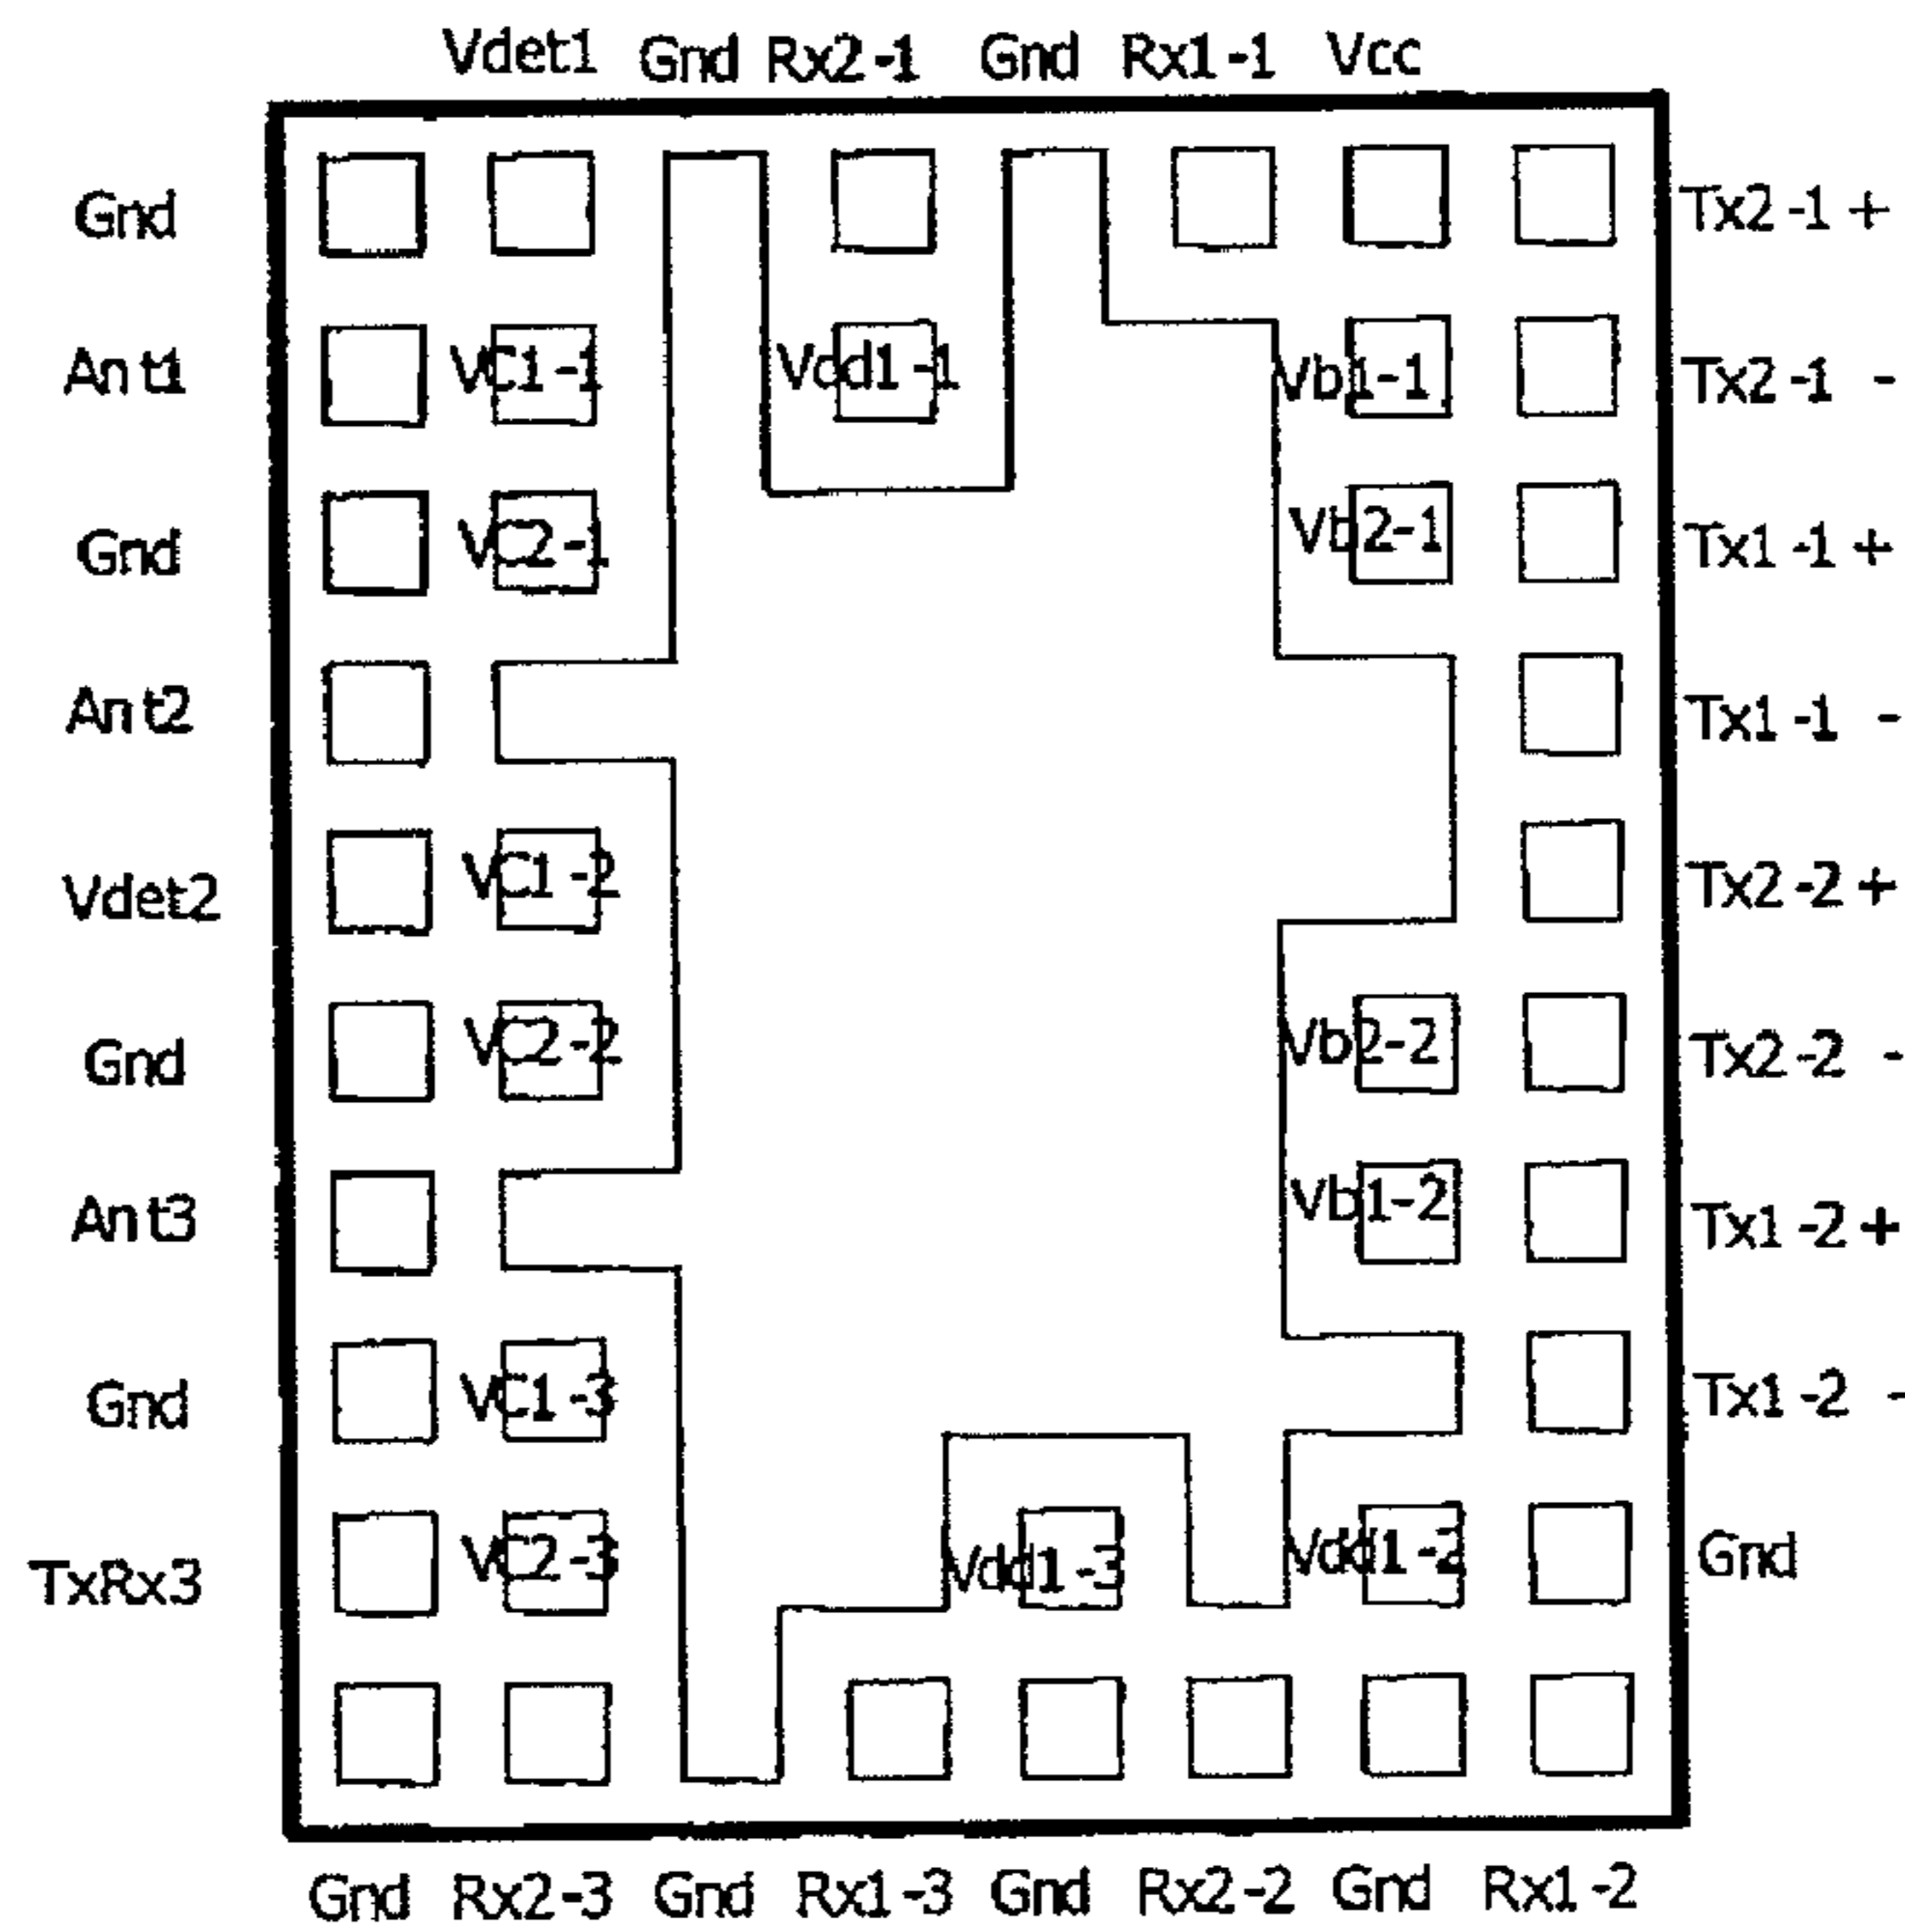 Vdet1 Gnd Rx2-1 Gnd Rx1-1 Vcc
Gnd Tx2-1 +
Ant1 VC1-1 Vdd1-1 Vb1-1 Tx2-1 -
Gnd VC2-1 Vb2-1 Tx1-1 +
Ant2 Tx1-1 -
Vdet2 VC1-2 Tx2-2 +
Gnd VC2-2 Vb2-2 Tx2-2 -
Ant3 Vb1-2 Tx1-2 +
Gnd VC1-3 Tx1-2 -
TxRx3 VC2-3 Vdd1-3 Vdd1-2 Gnd
Gnd Rx2-3 Gnd Rx1-3 Gnd Rx2-2 Gnd Rx1-2